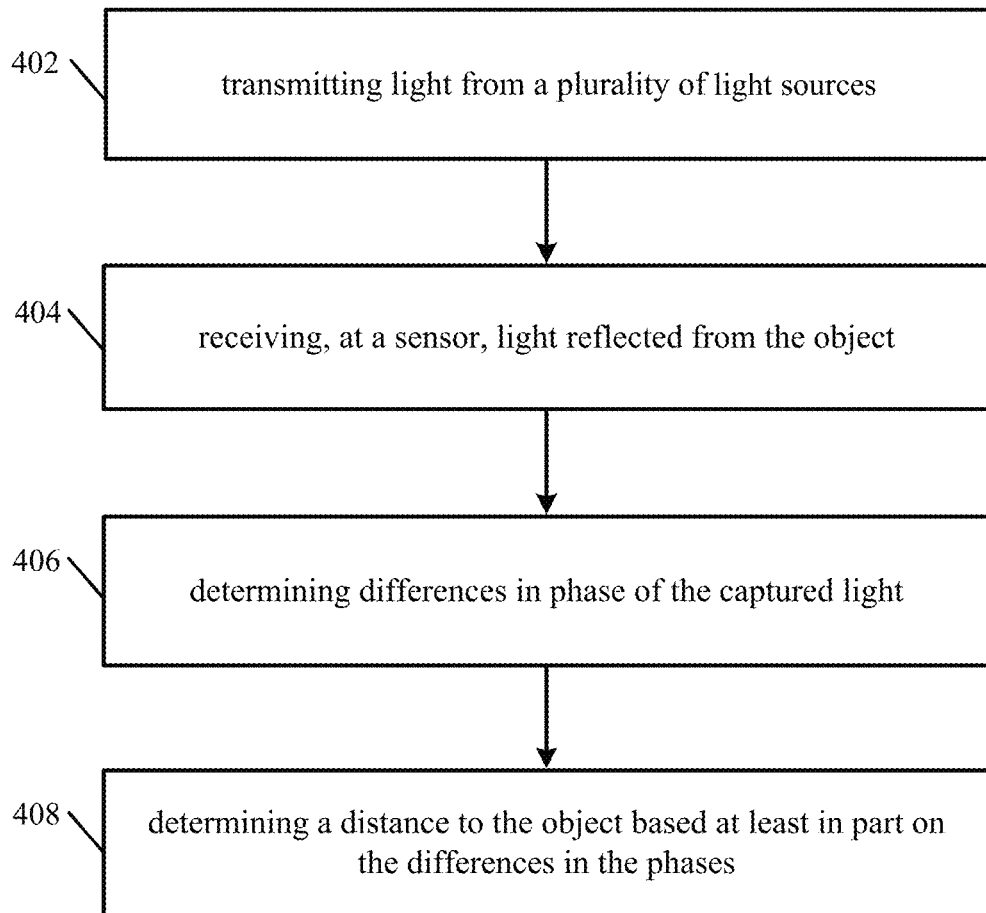 402
transmitting light from a plurality of light sources
404
receiving, at a sensor, light reflected from the object
406
determining differences in phase of the captured light
408
determining a distance to the object based at least in part on
the differences in the phases